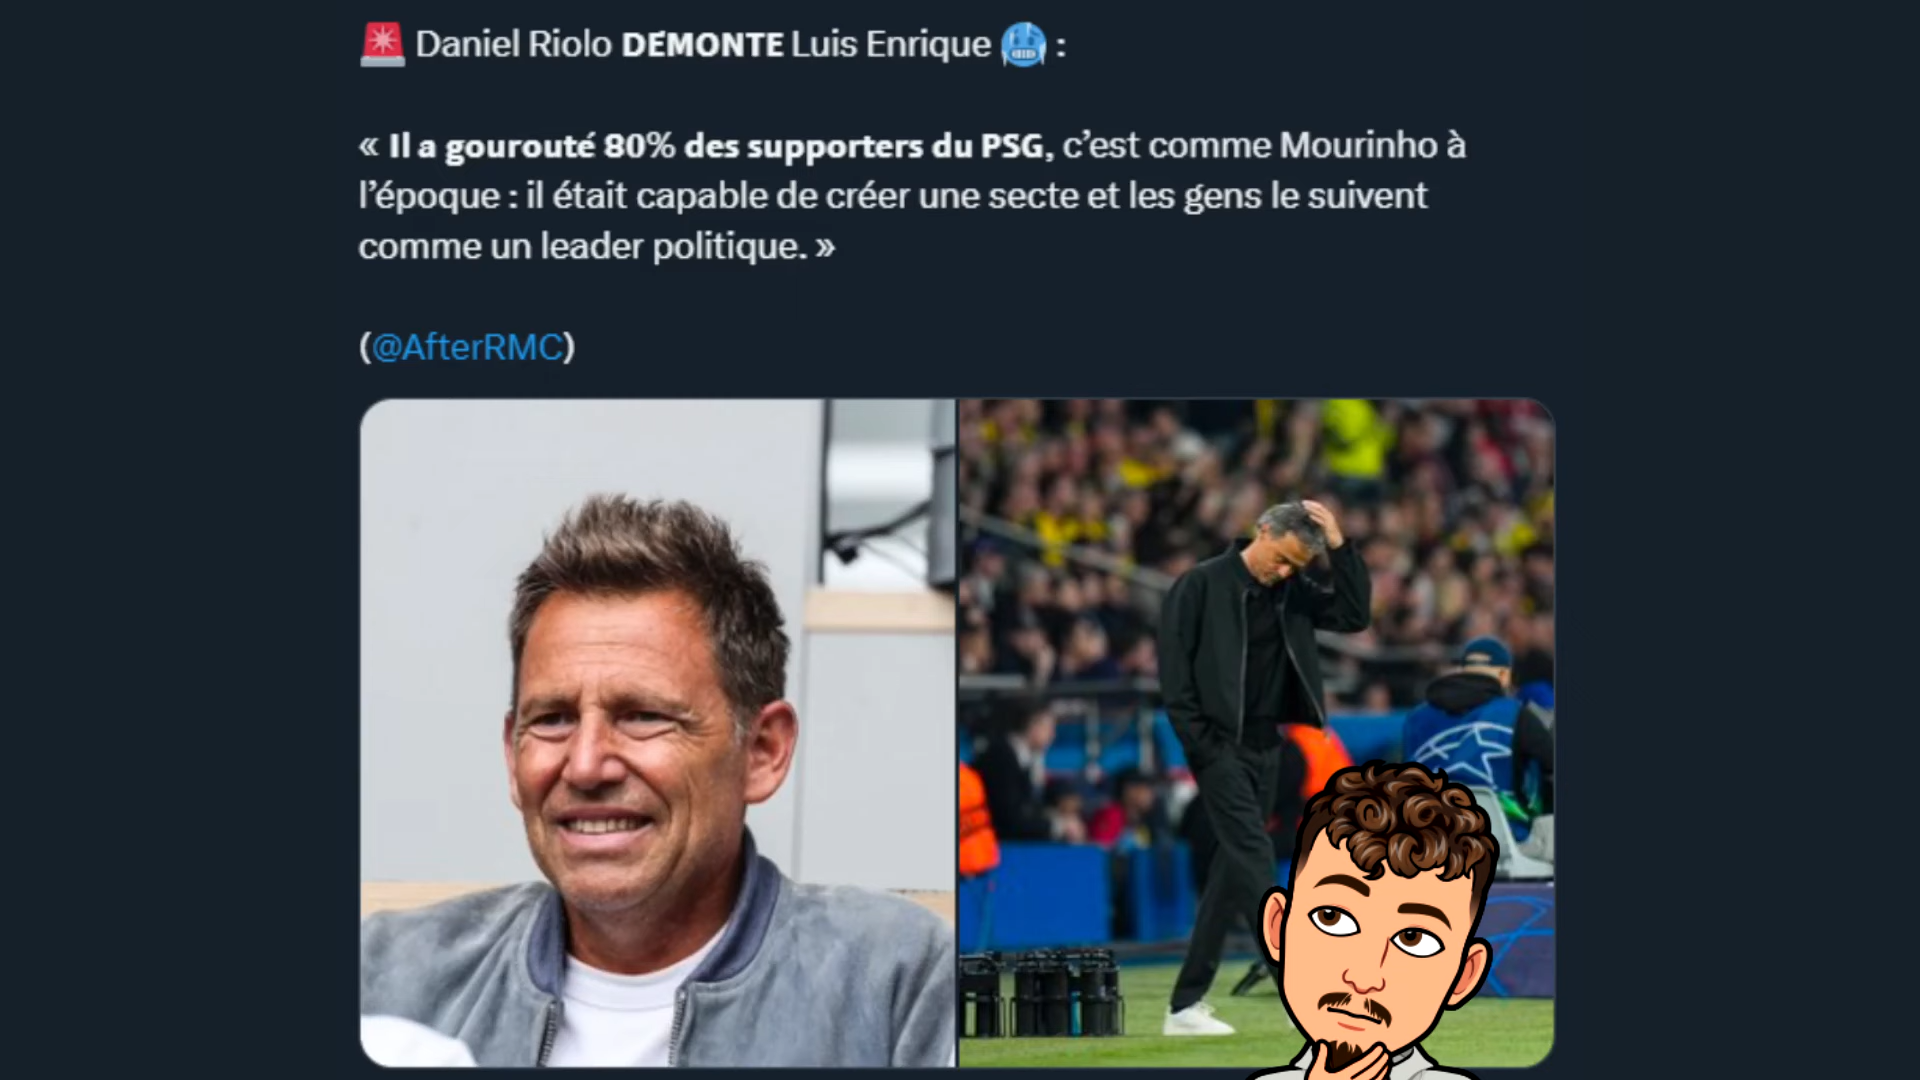 🚨 Daniel Riolo DÉMONTE Luis Enrique 🥶 :
« Il a gourouté 80% des supporters du PSG, c’est comme Mourinho à
l’époque : il était capable de créer une secte et les gens le suivent
comme un leader politique. »
(@AfterRMC)